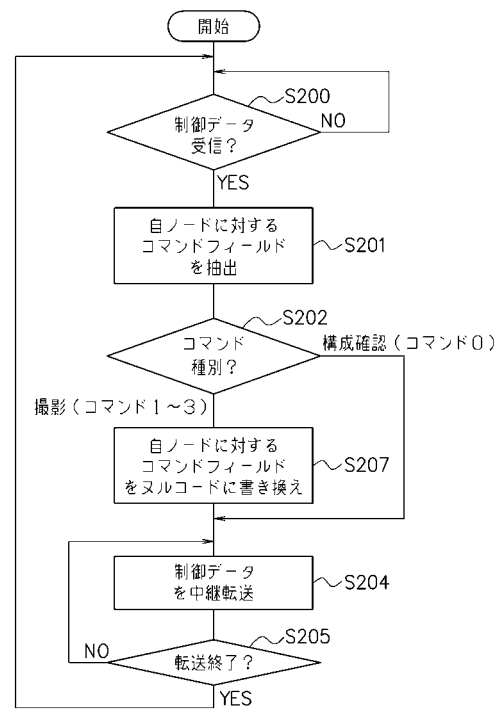 開始
S200
制御データ
受信？
NO
YES
自ノードに対する
コマンドフィールド
を抽出
S201
S202
コマンド
種別？
構成確認（コマンド０）
撮影（コマンド１～３）
自ノードに対する
コマンドフィールド
をヌルコードに書き換え
S207
制御データ
を中継転送
S204
S205
転送終了？
NO
YES